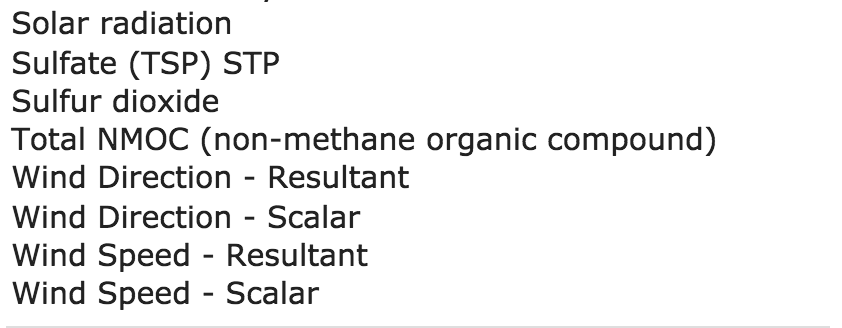 Solar radiation
Sulfate (TSP) STP
Sulfur dioxide
Total NMOC (non-methane organic compound)
Wind Direction - Resultant
Wind Direction - Scalar
Wind Speed - Resultant
Wind Speed - Scalar